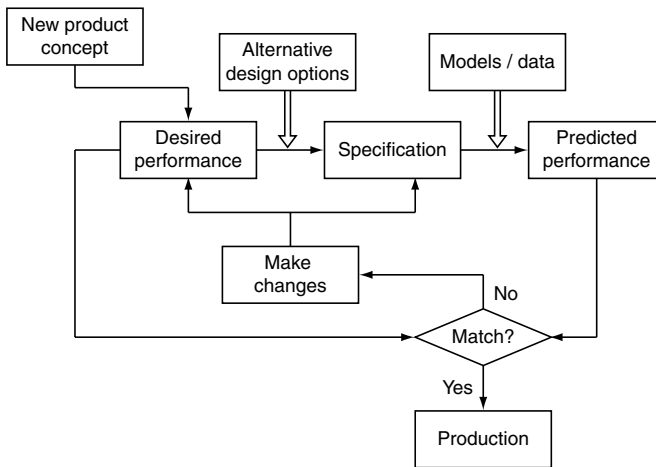 New product
concept
Alternative
design options
Models / data
Desired
performance
Specification
Predicted
performance
Make
changes
No
Match?
Yes
Production